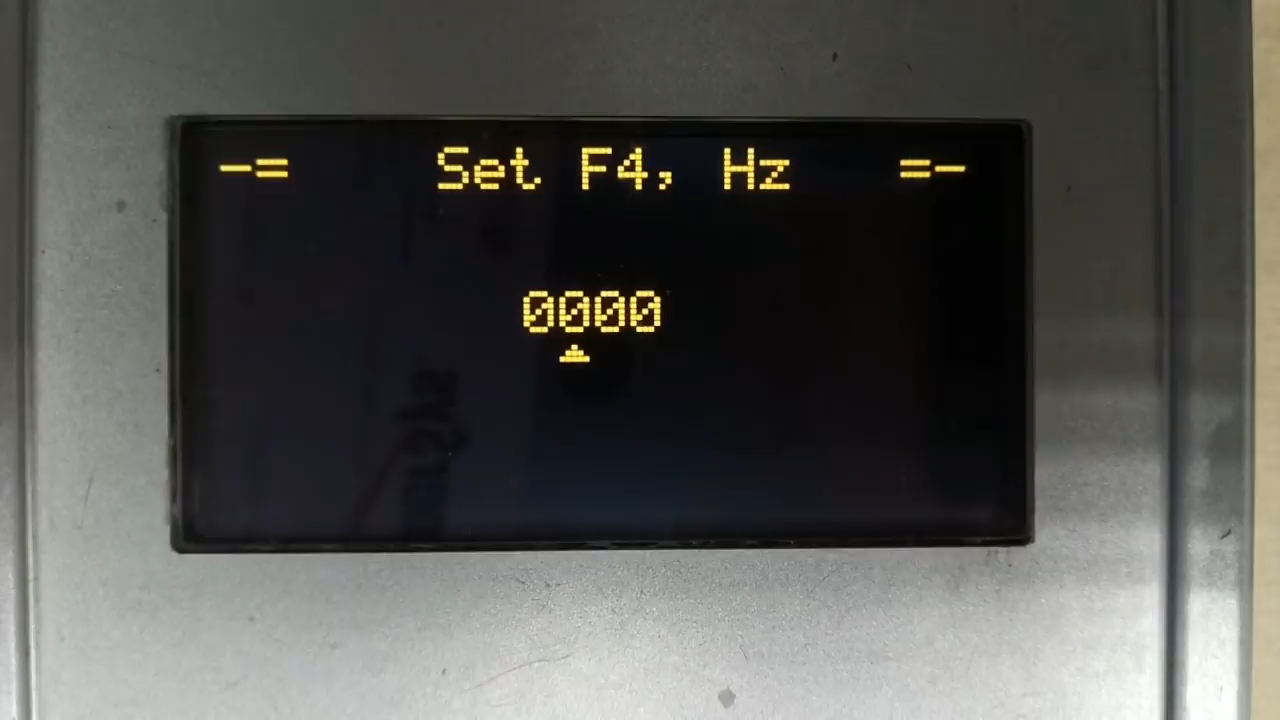 -= Set F4, Hz =-
0000